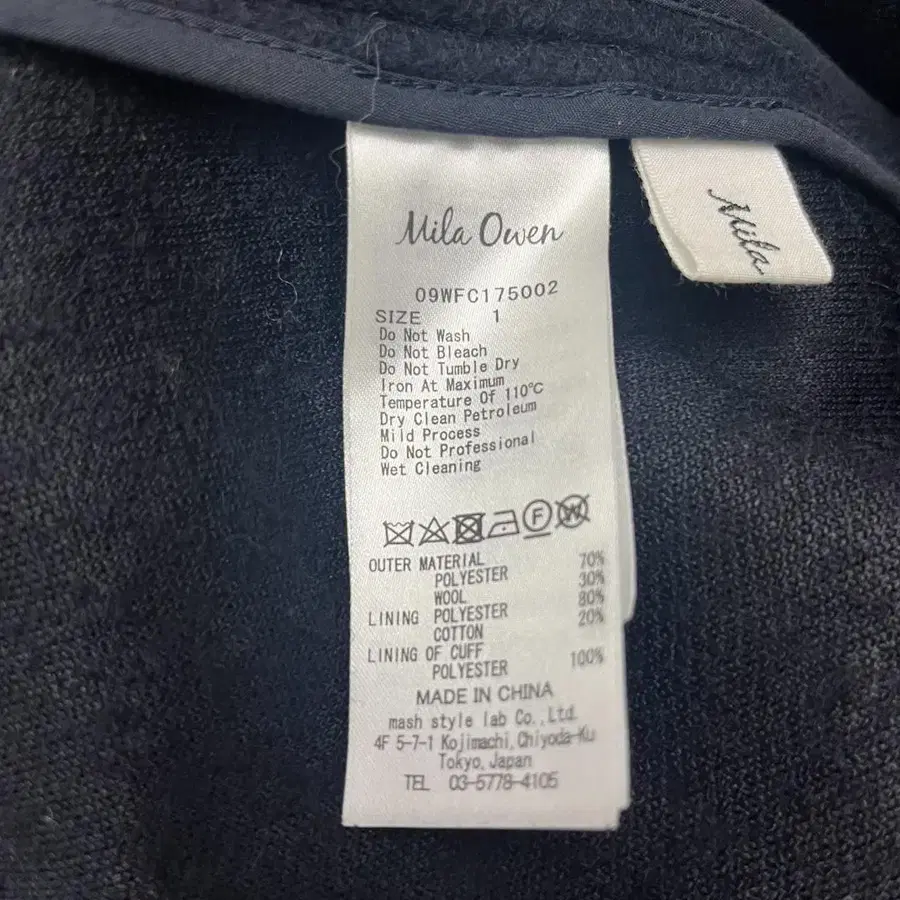 Mila Owen
Mila
09WFC175002
SIZE 1
Do Not Wash
Do Not Bleach
Do Not Tumble Dry
Iron At Maximum
Temperature Of 110℃
Dry Clean Petroleum
Mild Process
Do Not Professional
Wet Cleaning
F W
OUTER MATERIAL 70%
POLYESTER 30%
WOOL 80%
LINING POLYESTER 20%
COTTON
LINING OF CUFF 100%
POLYESTER
MADE IN CHINA
mash style lab Co.,Ltd.
4F 5-7-1 Kojimachi,Chiyoda-Ku
Tokyo,Japan
TEL 03-5778-4105